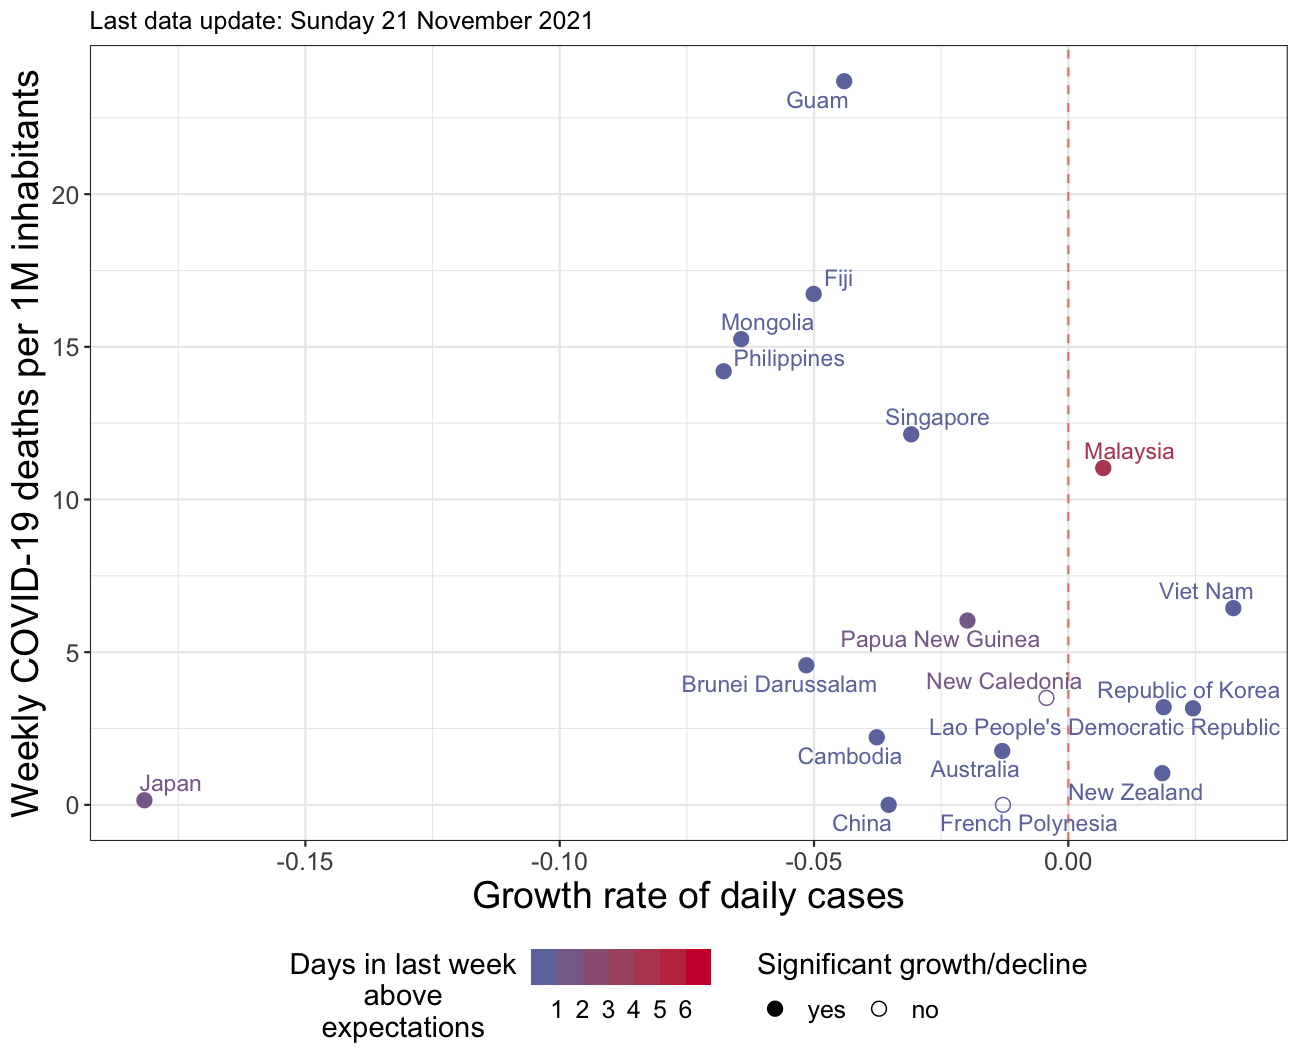 Last data update: Sunday 21 November 2021
Weekly COVID-19 deaths per 1M inhabitants
20
15
10
5
0
Guam
Fiji
Mongolia
Philippines
Singapore
Malaysia
Viet Nam
Papua New Guinea
Brunei Darussalam
New Caledonia
Republic of Korea
Lao People's Democratic Republic
Cambodia
Australia
Japan
New Zealand
China
French Polynesia
-0.15
-0.10
-0.05
0.00
Growth rate of daily cases
Days in last week
above
expectations
1 2 3 4 5 6
Significant growth/decline
yes
no